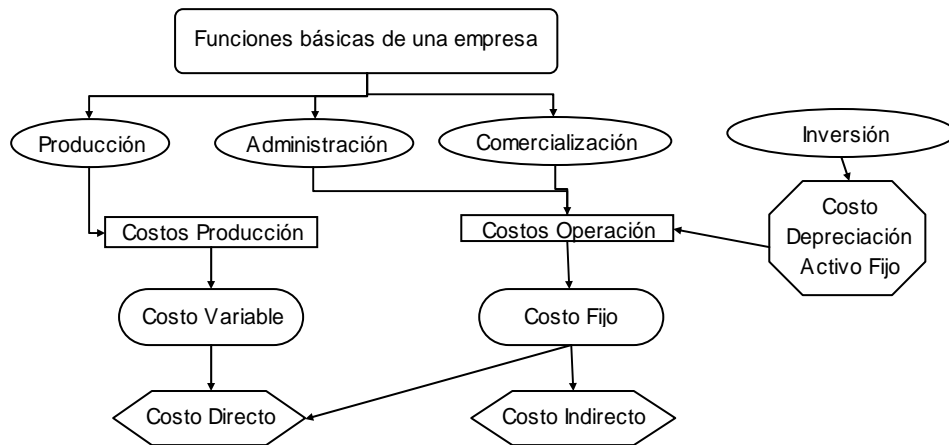 Funciones básicas de una empresa
Producción
Administración
Comercialización
Inversión
Costos Producción
Costos Operación
Costo
Depreciación
Activo Fijo
Costo Variable
Costo Fijo
Costo Directo
Costo Indirecto